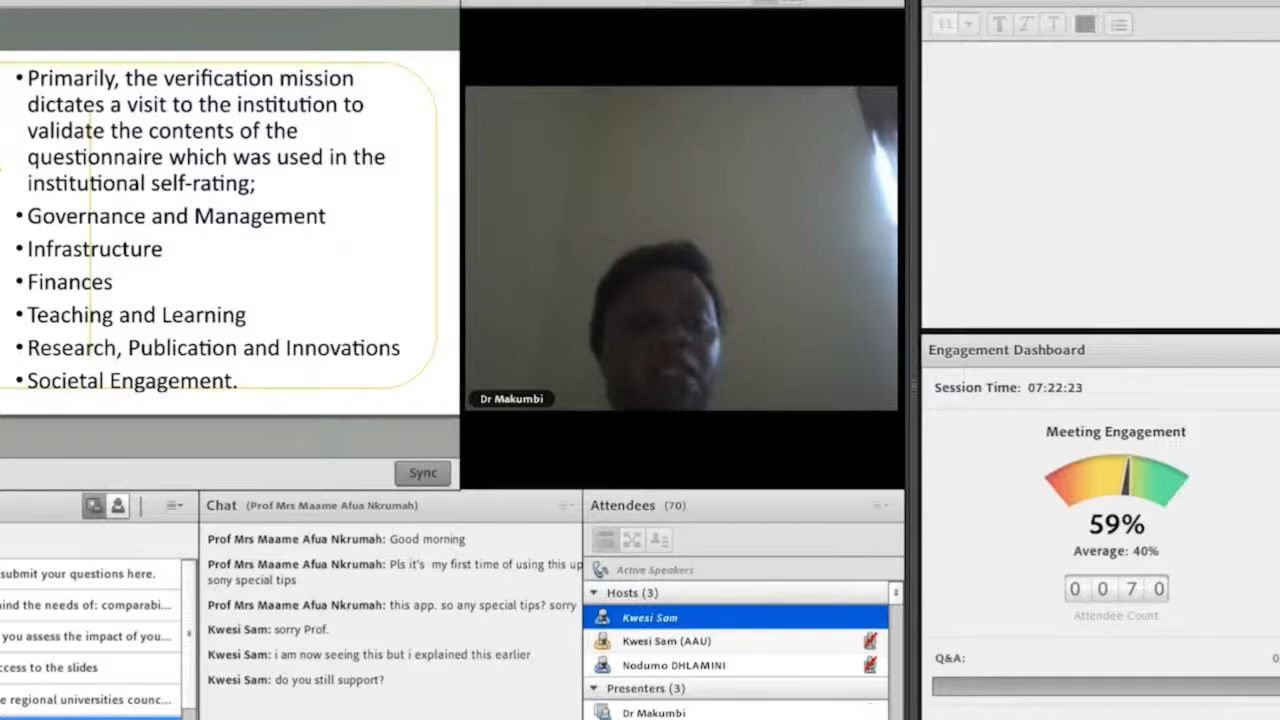 • Primarily, the verification mission
dictates a visit to the institution to
validate the contents of the
questionnaire which was used in the
institutional self-rating;
• Governance and Management
• Infrastructure
• Finances
• Teaching and Learning
• Research, Publication and Innovations
• Societal Engagement.
Sync
Dr Makumbi
submit your questions here.
ind the needs of: comparabi...
you assess the impact of you...
ccess to the slides
e regional universities counc...
Chat (Prof Mrs Maame Afua Nkrumah)
Prof Mrs Maame Afua Nkrumah: Good morning
Prof Mrs Maame Afua Nkrumah: Pls it's my first time of using this up
sony special tips
Prof Mrs Maame Afua Nkrumah: this app. so any special tips? sorry
Kwesi Sam: sorry Prof.
Kwesi Sam: i am now seeing this but i explained this earlier
Kwesi Sam: do you still support?
Attendees (70)
Active Speakers
Hosts (3)
Kwesi Sam
Kwesi Sam (AAU)
Nodumo DHLAMINI
Presenters (3)
Dr Makumbi
11 T T T
Engagement Dashboard
Session Time: 07:22:23
Meeting Engagement
59%
Average: 40%
0 0 7 0
Attendee Count
Q&A: 0